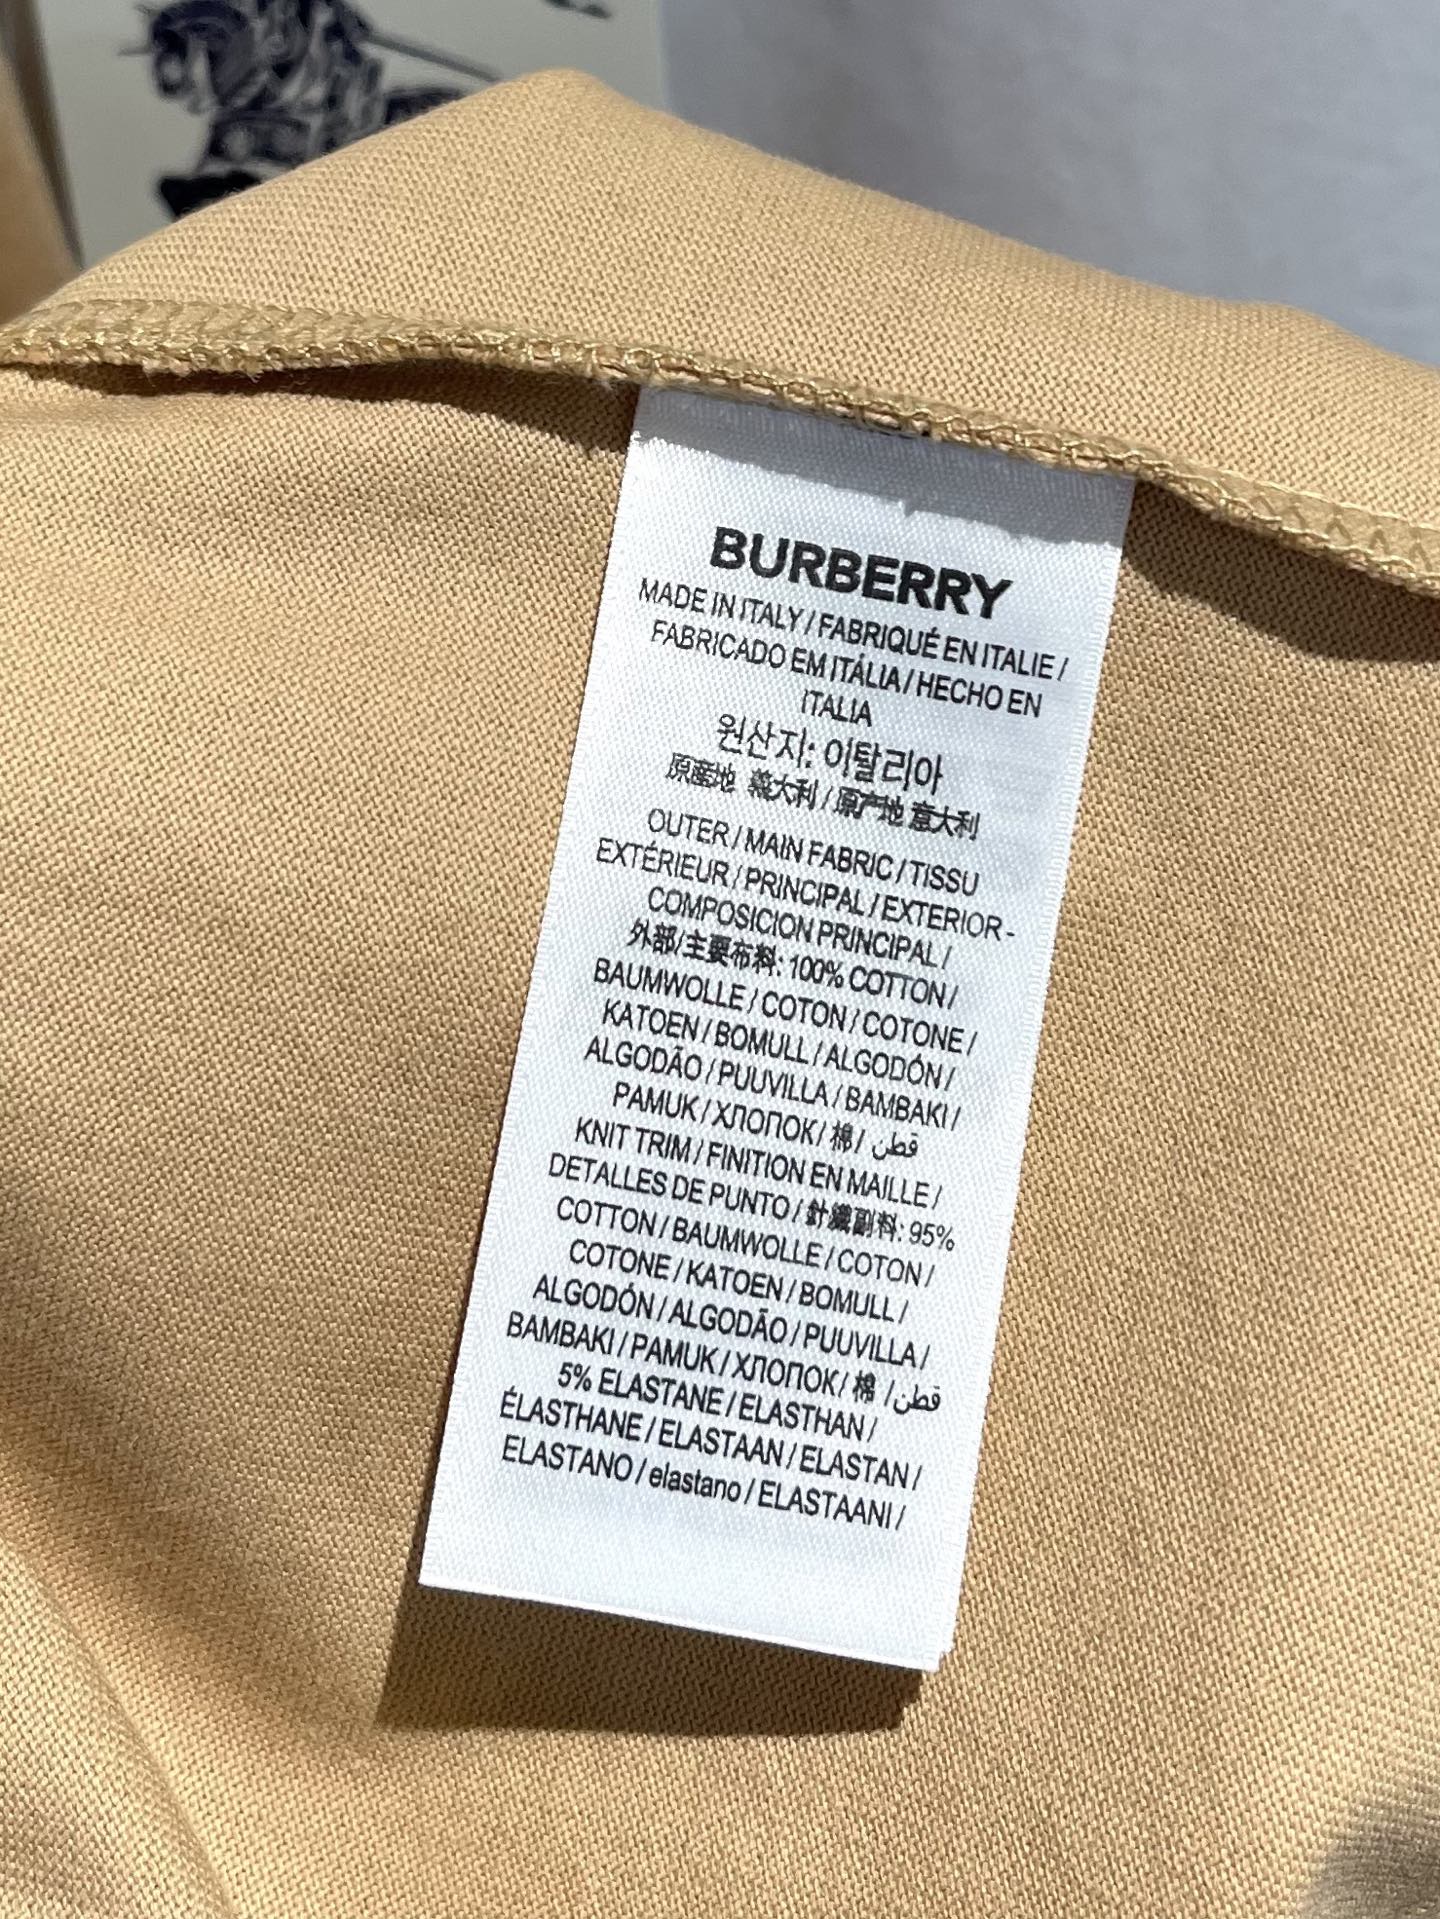 BURBERRY
MADE IN ITALY / FABRIQUÉ EN ITALIE /
FABRICADO EM ITÁLIA / HECHO EN
ITALIA
원산지: 이탈리아
原産地 義大利 / 原产地 意大利
OUTER / MAIN FABRIC / TISSU
EXTÉRIEUR / PRINCIPAL / EXTERIOR -
COMPOSICION PRINCIPAL /
外部/主要布料: 100% COTTON /
BAUMWOLLE / COTON / COTONE /
KATOEN / BOMULL / ALGODÓN /
ALGODÃO / PUUVILLA / BAMBAKI /
PAMUK / ХЛОПОК / 棉 / قطن
KNIT TRIM / FINITION EN MAILLE /
DETALLES DE PUNTO / 針織副料: 95%
COTTON / BAUMWOLLE / COTON /
COTONE / KATOEN / BOMULL /
ALGODÓN / ALGODÃO / PUUVILLA /
BAMBAKI / PAMUK / ХЛОПОК / 棉 / قطن
5% ELASTANE / ELASTHAN /
ÉLASTHANE / ELASTAAN / ELASTAN /
ELASTANO / elastano / ELASTAANI /